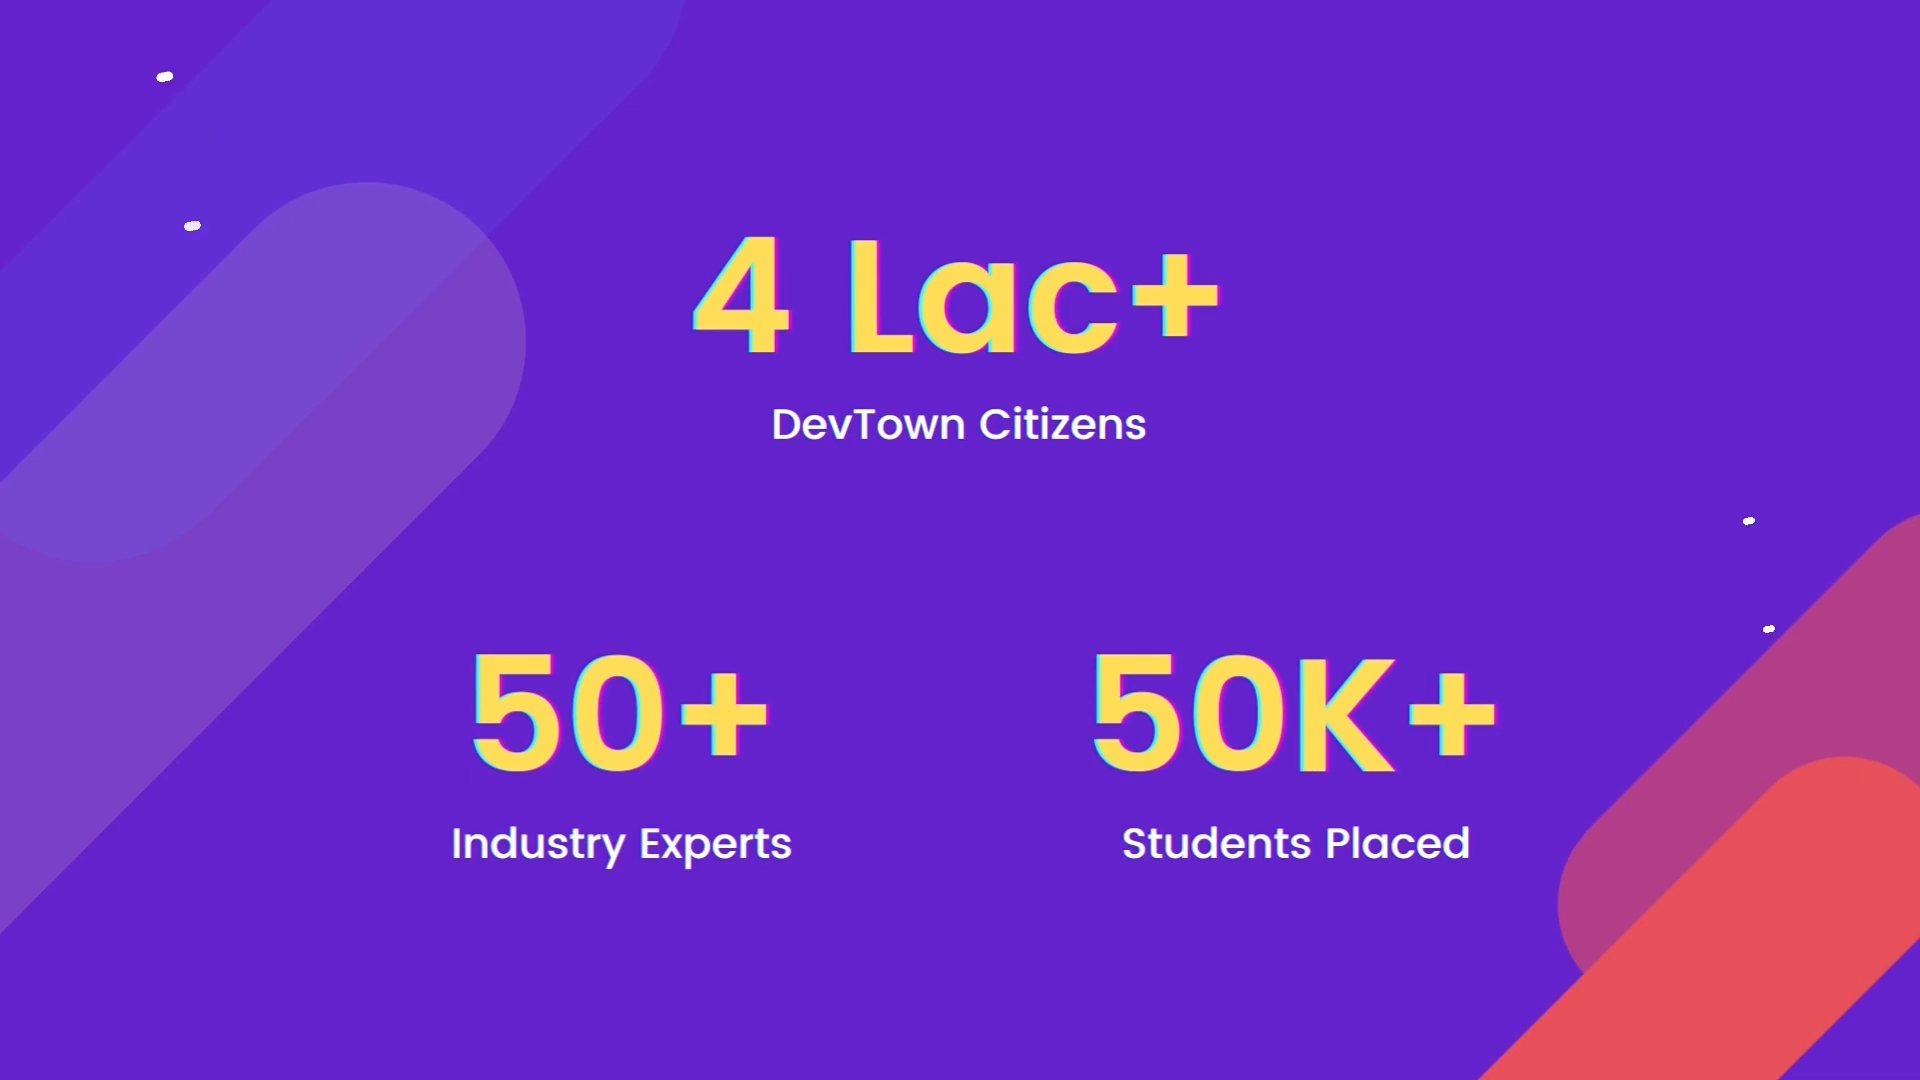 4 Lac+
DevTown Citizens
50+
Industry Experts
50K+
Students Placed